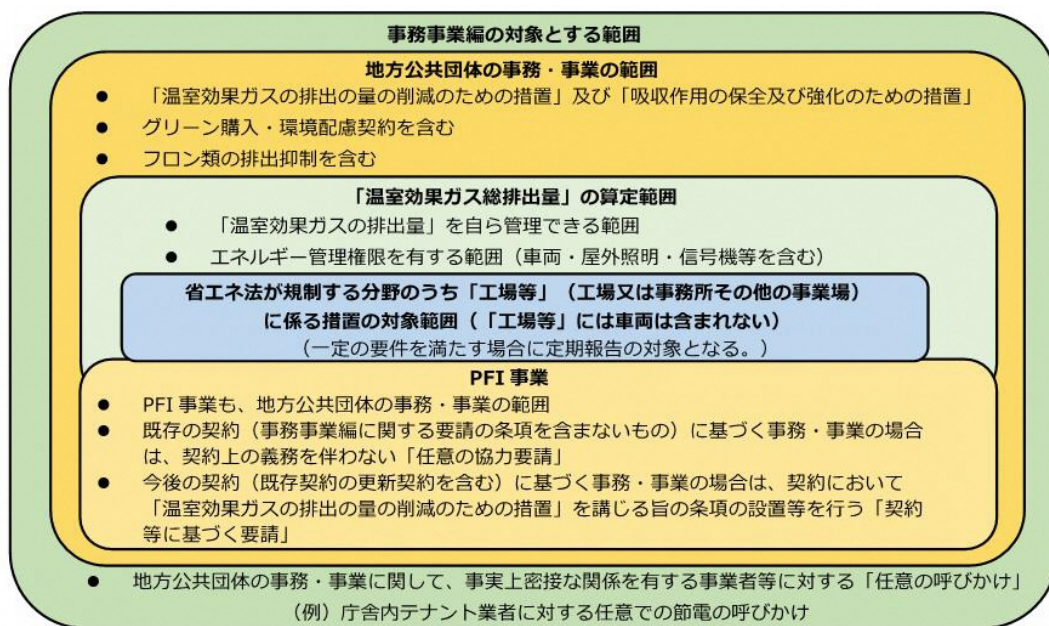 事務事業編の対象とする範囲
地方公共団体の事務・事業の範囲
● 「温室効果ガスの排出の量の削減のための措置」及び「吸収作用の保全及び強化のための措置」
● グリーン購入・環境配慮契約を含む
● フロン類の排出抑制を含む
「温室効果ガス総排出量」の算定範囲
● 「温室効果ガスの排出量」を自ら管理できる範囲
● エネルギー管理権限を有する範囲（車両・屋外照明・信号機等を含む）
省エネ法が規制する分野のうち「工場等」（工場又は事務所その他の事業場）
に係る措置の対象範囲（「工場等」には車両は含まれない）
（一定の要件を満たす場合に定期報告の対象となる。）
PFI 事業
● PFI 事業も、地方公共団体の事務・事業の範囲
● 既存の契約（事務事業編に関する要請の条項を含まないもの）に基づく事務・事業の場合
は、契約上の義務を伴わない「任意の協力要請」
● 今後の契約（既存契約の更新契約を含む）に基づく事務・事業の場合は、契約において
「温室効果ガスの排出の量の削減のための措置」を講じる旨の条項の設置等を行う「契約
等に基づく要請」
● 地方公共団体の事務・事業に関して、事実上密接な関係を有する事業者等に対する「任意の呼びかけ」
（例）庁舎内テナント業者に対する任意での節電の呼びかけ